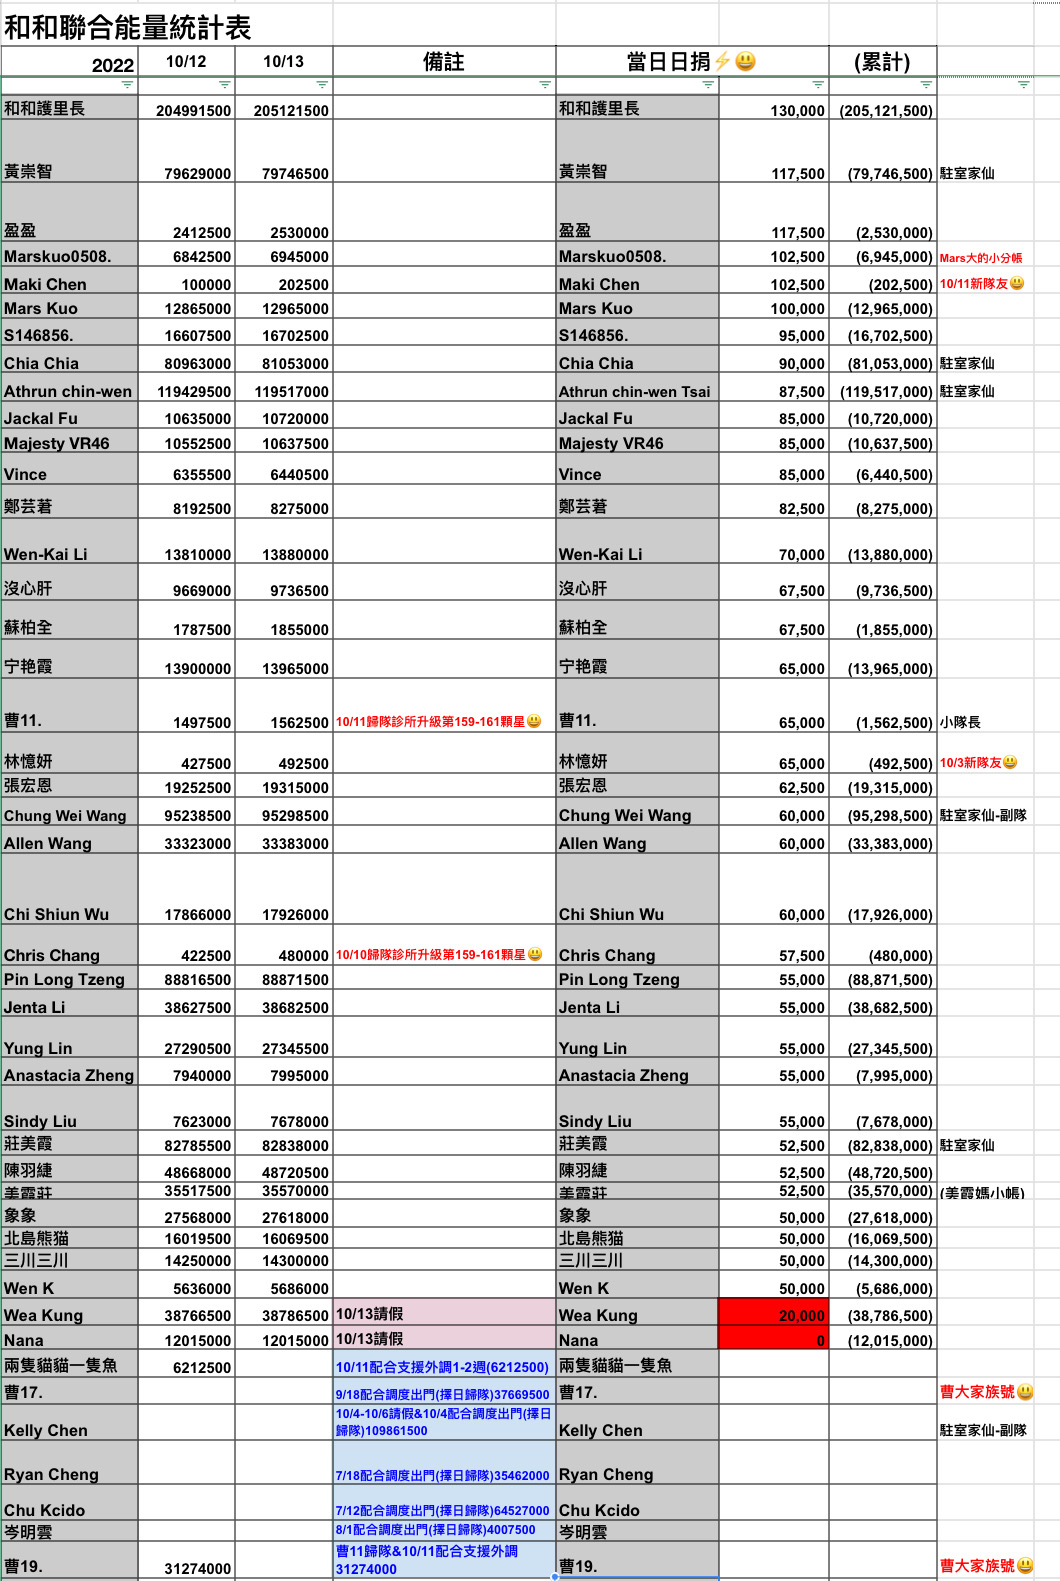 和和聯合能量統計表
2022 10/12 10/13 備註 當日日捐⚡😃 (累計)
和和護里長 204991500 205121500 和和護里長 130,000 (205,121,500)
黃崇智 79629000 79746500 黃崇智 117,500 (79,746,500) 駐室家仙
盈盈 2412500 2530000 盈盈 117,500 (2,530,000)
Marskuo0508. 6842500 6945000 Marskuo0508. 102,500 (6,945,000) Mars大的小分帳
Maki Chen 100000 202500 Maki Chen 102,500 (202,500) 10/11新隊友😃
Mars Kuo 12865000 12965000 Mars Kuo 100,000 (12,965,000)
S146856. 16607500 16702500 S146856. 95,000 (16,702,500)
Chia Chia 80963000 81053000 Chia Chia 90,000 (81,053,000) 駐室家仙
Athrun chin-wen 119429500 119517000 Athrun chin-wen Tsai 87,500 (119,517,000) 駐室家仙
Jackal Fu 10635000 10720000 Jackal Fu 85,000 (10,720,000)
Majesty VR46 10552500 10637500 Majesty VR46 85,000 (10,637,500)
Vince 6355500 6440500 Vince 85,000 (6,440,500)
鄭芸著 8192500 8275000 鄭芸著 82,500 (8,275,000)
Wen-Kai Li 13810000 13880000 Wen-Kai Li 70,000 (13,880,000)
沒心肝 9669000 9736500 沒心肝 67,500 (9,736,500)
蘇柏全 1787500 1855000 蘇柏全 67,500 (1,855,000)
宁艳霞 13900000 13965000 宁艳霞 65,000 (13,965,000)
曹11. 1497500 1562500 10/11歸隊診所升級第159-161顆星😃 曹11. 65,000 (1,562,500) 小隊長
林憶妍 427500 492500 林憶妍 65,000 (492,500) 10/3新隊友😃
張宏恩 19252500 19315000 張宏恩 62,500 (19,315,000)
Chung Wei Wang 95238500 95298500 Chung Wei Wang 60,000 (95,298,500) 駐室家仙-副隊
Allen Wang 33323000 33383000 Allen Wang 60,000 (33,383,000)
Chi Shiun Wu 17866000 17926000 Chi Shiun Wu 60,000 (17,926,000)
Chris Chang 422500 480000 10/10歸隊診所升級第159-161顆星😃 Chris Chang 57,500 (480,000)
Pin Long Tzeng 88816500 88871500 Pin Long Tzeng 55,000 (88,871,500)
Jenta Li 38627500 38682500 Jenta Li 55,000 (38,682,500)
Yung Lin 27290500 27345500 Yung Lin 55,000 (27,345,500)
Anastacia Zheng 7940000 7995000 Anastacia Zheng 55,000 (7,995,000)
Sindy Liu 7623000 7678000 Sindy Liu 55,000 (7,678,000)
莊美霞 82785500 82838000 莊美霞 52,500 (82,838,000) 駐室家仙
陳羽緁 48668000 48720500 陳羽緁 52,500 (48,720,500)
美霞莊 35517500 35570000 美霞莊 52,500 (35,570,000) (美霞媽小帳)
象象 27568000 27618000 象象 50,000 (27,618,000)
北島熊猫 16019500 16069500 北島熊猫 50,000 (16,069,500)
三川三川 14250000 14300000 三川三川 50,000 (14,300,000)
Wen K 5636000 5686000 Wen K 50,000 (5,686,000)
Wea Kung 38766500 38786500 10/13請假 Wea Kung 20,000 (38,786,500)
Nana 12015000 12015000 10/13請假 Nana 0 (12,015,000)
兩隻貓貓一隻魚 6212500 10/11配合支援外調1-2週(6212500) 兩隻貓貓一隻魚
曹17. 9/18配合調度出門(擇日歸隊)37669500 曹17. 曹大家族號😃
10/4-10/6請假&10/4配合調度出門(擇日
Kelly Chen 歸隊)109861500 Kelly Chen 駐室家仙-副隊
Ryan Cheng 7/18配合調度出門(擇日歸隊)35462000 Ryan Cheng
Chu Kcido 7/12配合調度出門(擇日歸隊)64527000 Chu Kcido
岑明雲 8/1配合調度出門(擇日歸隊)4007500 岑明雲
曹11歸隊&10/11配合支援外調
曹19. 31274000 31274000 曹19. 曹大家族號😃